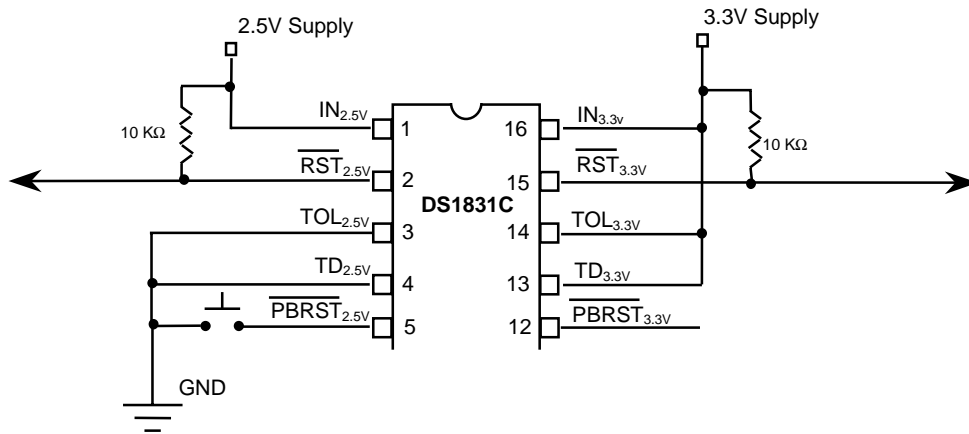 2.5V Supply
3.3V Supply
10 KΩ
IN2.5V
1
16
IN3.3v
10 KΩ
RST2.5V
2
15
RST3.3V
DS1831C
TOL2.5V
3
14
TOL3.3V
TD2.5V
4
13
TD3.3V
PBRST2.5V
5
12
PBRST3.3V
GND